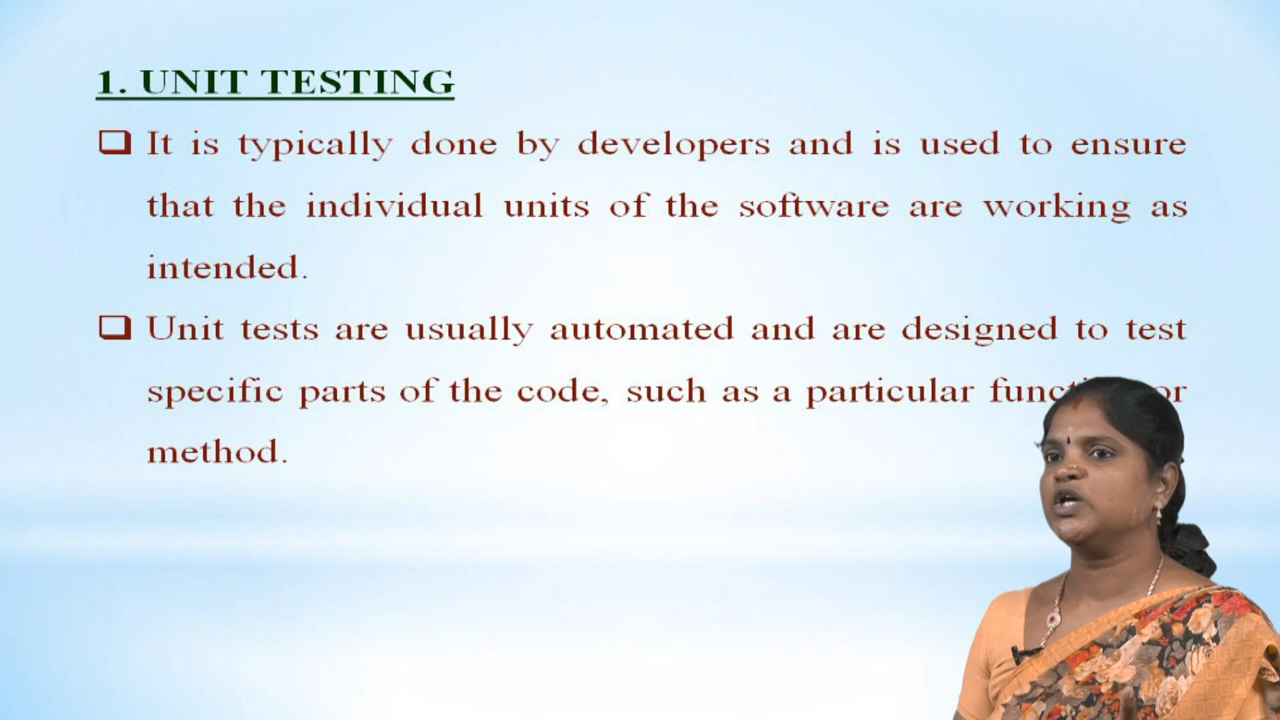 1. UNIT TESTING
It is typically done by developers and is used to ensure
that the individual units of the software are working as
intended.
Unit tests are usually automated and are designed to test
specific parts of the code, such as a particular or
method.